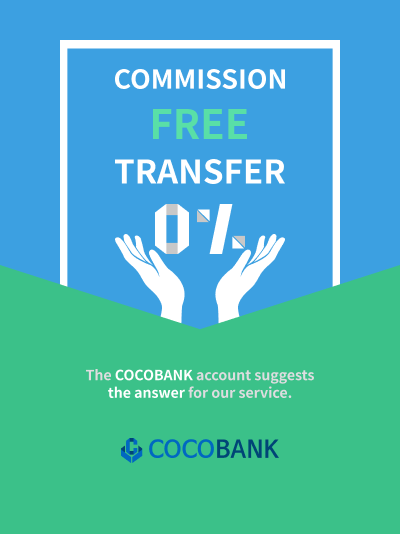 COMMISSION
FREE
TRANSFER
0%
The COCOBANK account suggests
the answer for our service.
COCOBANK